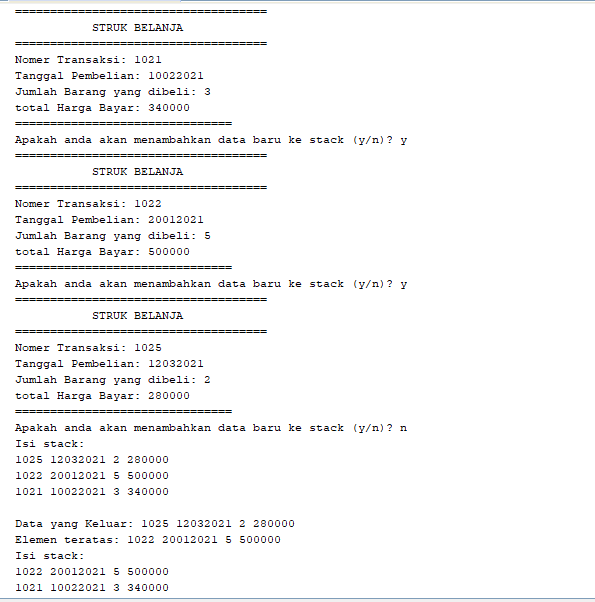 ====================================
STRUK BELANJA
====================================
Nomer Transaksi: 1021
Tanggal Pembelian: 10022021
Jumlah Barang yang dibeli: 3
total Harga Bayar: 340000
===============================
Apakah anda akan menambahkan data baru ke stack (y/n)? y
====================================
STRUK BELANJA
====================================
Nomer Transaksi: 1022
Tanggal Pembelian: 20012021
Jumlah Barang yang dibeli: 5
total Harga Bayar: 500000
===============================
Apakah anda akan menambahkan data baru ke stack (y/n)? y
====================================
STRUK BELANJA
====================================
Nomer Transaksi: 1025
Tanggal Pembelian: 12032021
Jumlah Barang yang dibeli: 2
total Harga Bayar: 280000
===============================
Apakah anda akan menambahkan data baru ke stack (y/n)? n
Isi stack:
1025 12032021 2 280000
1022 20012021 5 500000
1021 10022021 3 340000
Data yang Keluar: 1025 12032021 2 280000
Elemen teratas: 1022 20012021 5 500000
Isi stack:
1022 20012021 5 500000
1021 10022021 3 340000